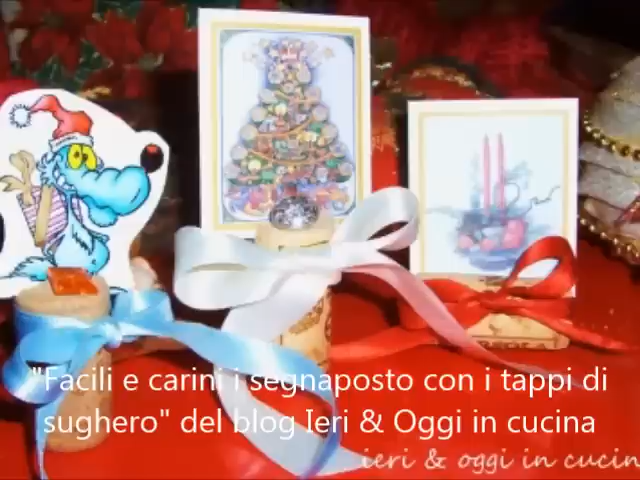 "Facili e carini i segnaposto con i tappi di
sughero" del blog Ieri & Oggi in cucina
ieri & oggi in cucin